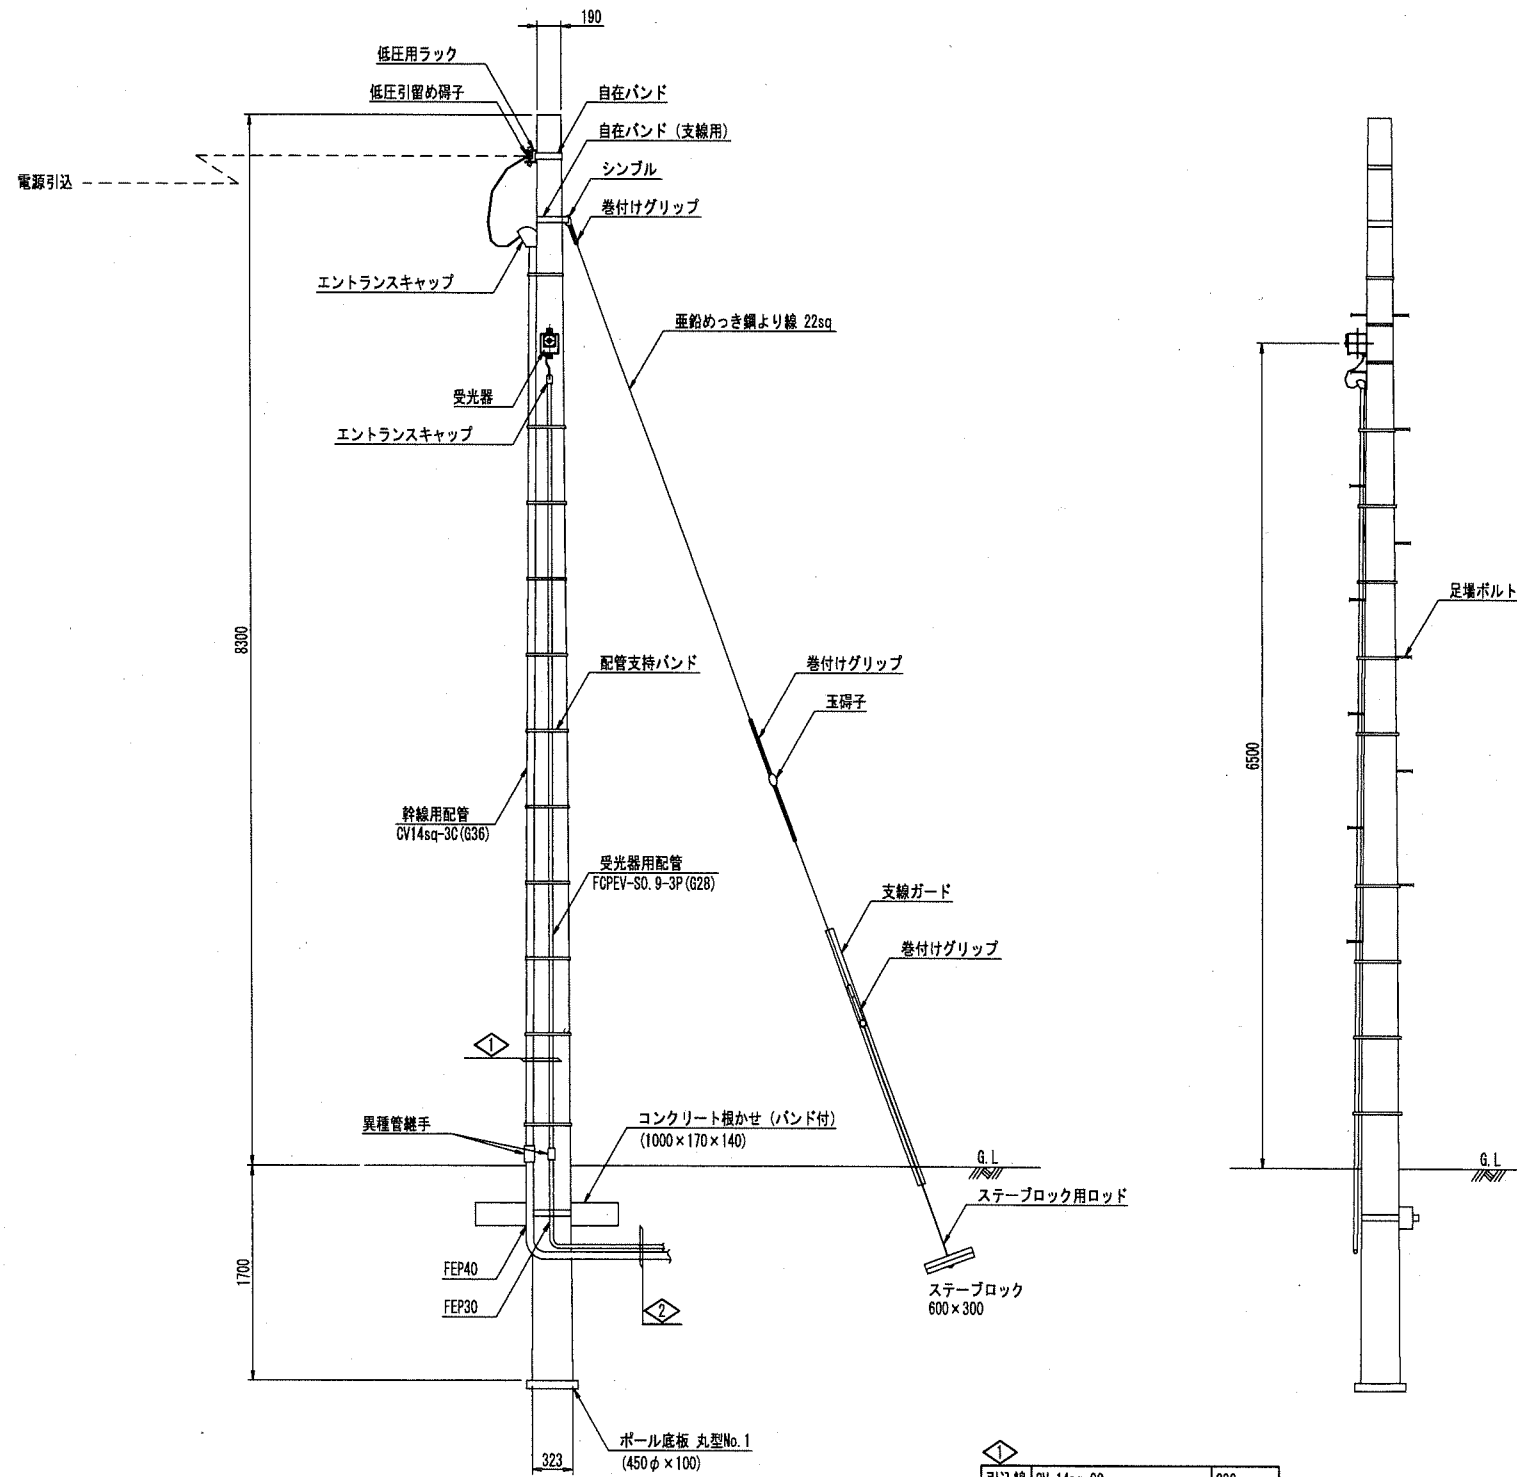 190
低圧用ラック
低圧引留め碍子
自在バンド
自在バンド（支線用）
シンブル
巻付けグリップ
電源引込
エントランスキャップ
亜鉛めっき鋼より線 22sq
受光器
エントランスキャップ
足場ボルト
8300
6500
配管支持バンド
巻付けグリップ
玉碍子
幹線用配管
CV14sq-3C(G36)
受光器用配管
FCPEV-S0.9-3P(G28)
支線ガード
巻付けグリップ
1
異種管継手
コンクリート根かせ（バンド付）
(1000×170×140)
G.L
G.L
ステーブロック用ロッド
1700
FEP40
FEP30
2
ステーブロック
600×300
ポール底板 丸型No.1
(450φ×100)
323
1